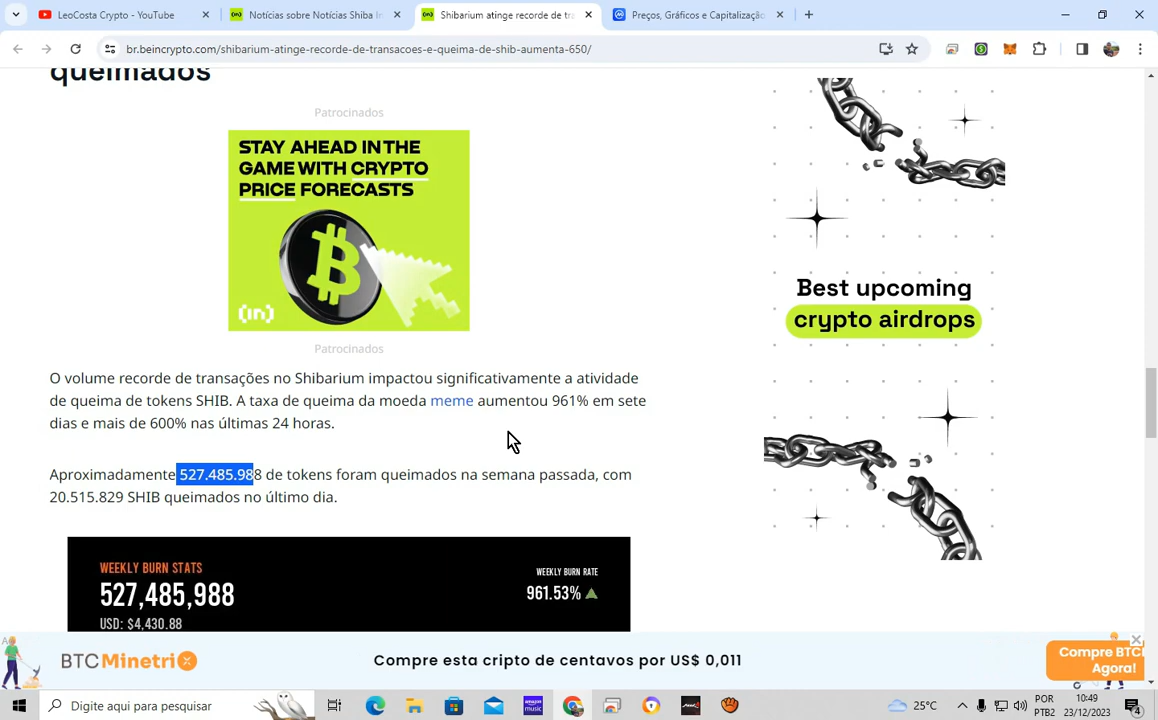 LeoCosta Crypto - YouTube
Notícias sobre Notícias Shiba In
Shibarium atinge recorde de tra
Preços, Gráficos e Capitalização
br.beincrypto.com/shibarium-atinge-recorde-de-transacoes-e-queima-de-shib-aumenta-650/
queimados
Patrocinados
STAY AHEAD IN THE
GAME WITH CRYPTO
PRICE FORECASTS
(in)
Patrocinados
Best upcoming
crypto airdrops
O volume recorde de transações no Shibarium impactou significativamente a atividade
de queima de tokens SHIB. A taxa de queima da moeda meme aumentou 961% em sete
dias e mais de 600% nas últimas 24 horas.
Aproximadamente 527.485.988 de tokens foram queimados na semana passada, com
20.515.829 SHIB queimados no último dia.
WEEKLY BURN STATS
527,485,988
USD: $4,430.88
WEEKLY BURN RATE
961.53%
BTCMinetrix
Compre esta cripto de centavos por US$ 0,011
Compre BTC
Agora!
Digite aqui para pesquisar
amazon music
25°C
POR
PTB2
10:49
23/12/2023
4